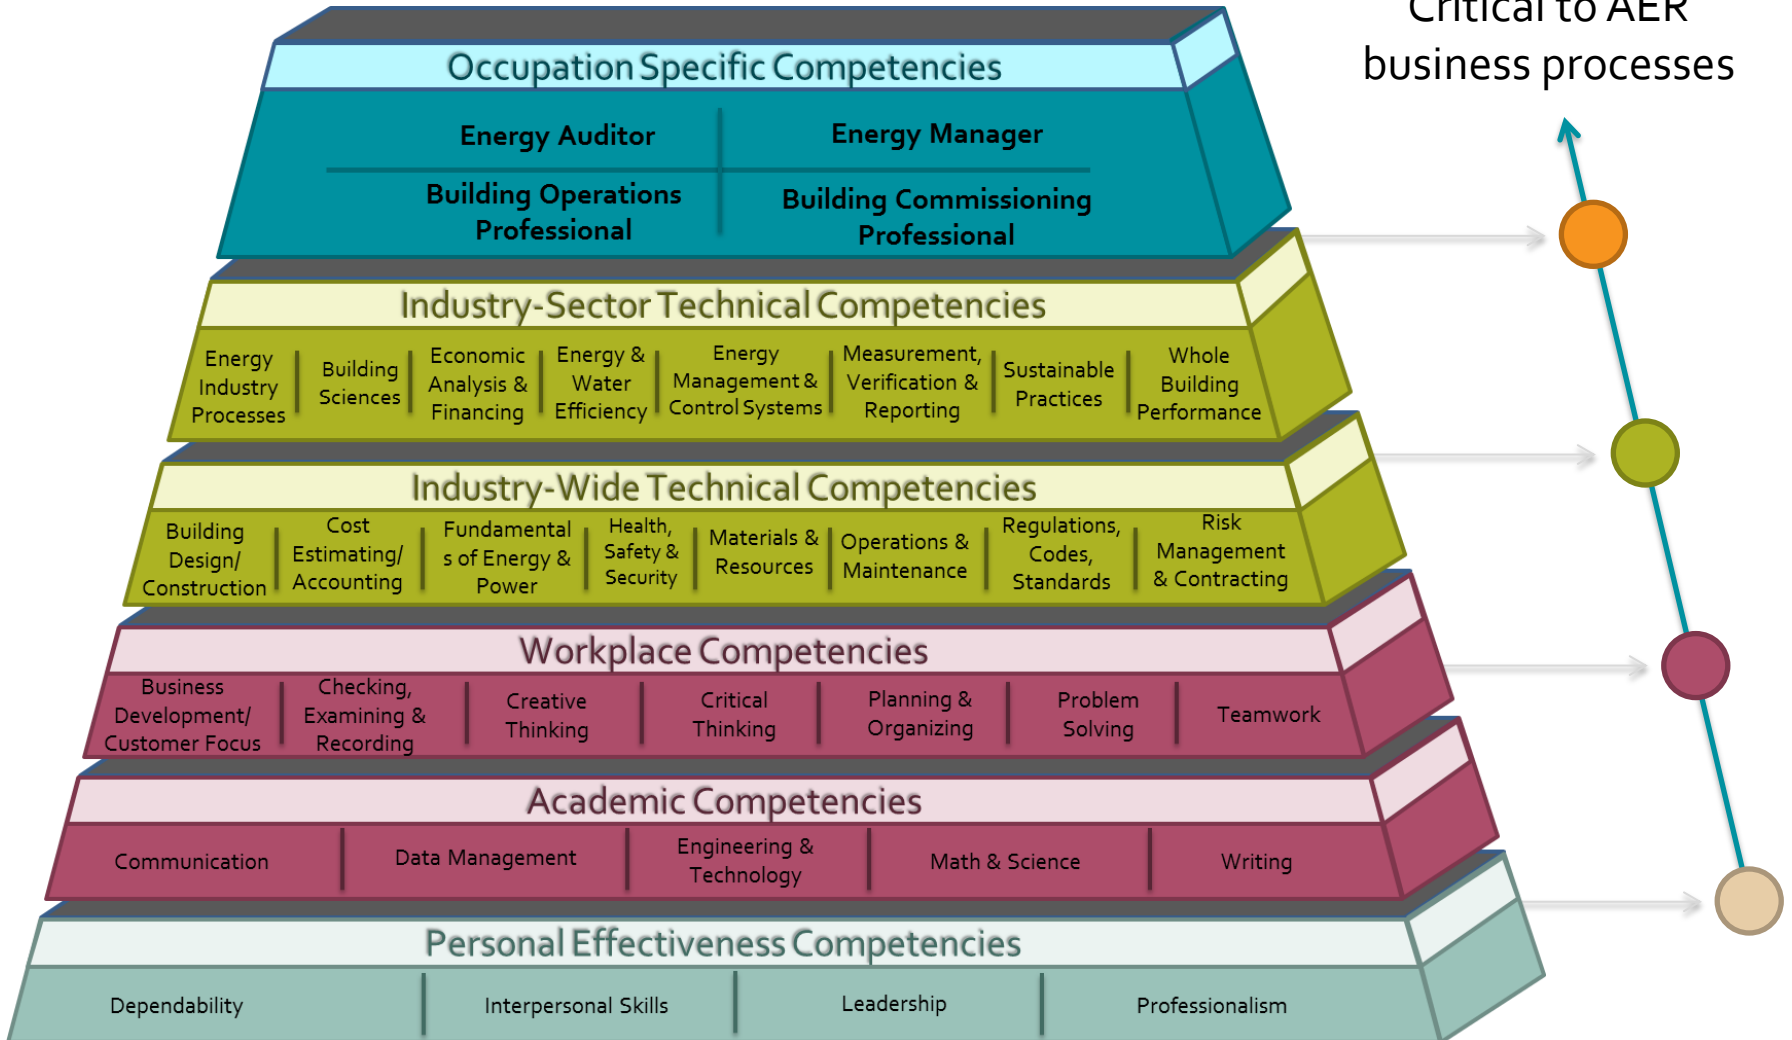 Critical to AER
business processes
Occupation Specific Competencies
Energy Auditor
Energy Manager
Building Operations
Professional
Building Commissioning
Professional
Industry-Sector Technical Competencies
Energy
Industry
Processes
Building
Sciences
Economic
Analysis &
Financing
Energy &
Water
Efficiency
Energy
Management &
Control Systems
Measurement,
Verification &
Reporting
Sustainable
Practices
Whole
Building
Performance
Industry-Wide Technical Competencies
Building
Design/
Construction
Cost
Estimating/
Accounting
Fundamental
s of Energy &
Power
Health,
Safety &
Security
Materials &
Resources
Operations &
Maintenance
Regulations,
Codes,
Standards
Risk
Management
& Contracting
Workplace Competencies
Business
Development/
Customer Focus
Checking,
Examining &
Recording
Creative
Thinking
Critical
Thinking
Planning &
Organizing
Problem
Solving
Teamwork
Academic Competencies
Communication
Data Management
Engineering &
Technology
Math & Science
Writing
Personal Effectiveness Competencies
Dependability
Interpersonal Skills
Leadership
Professionalism